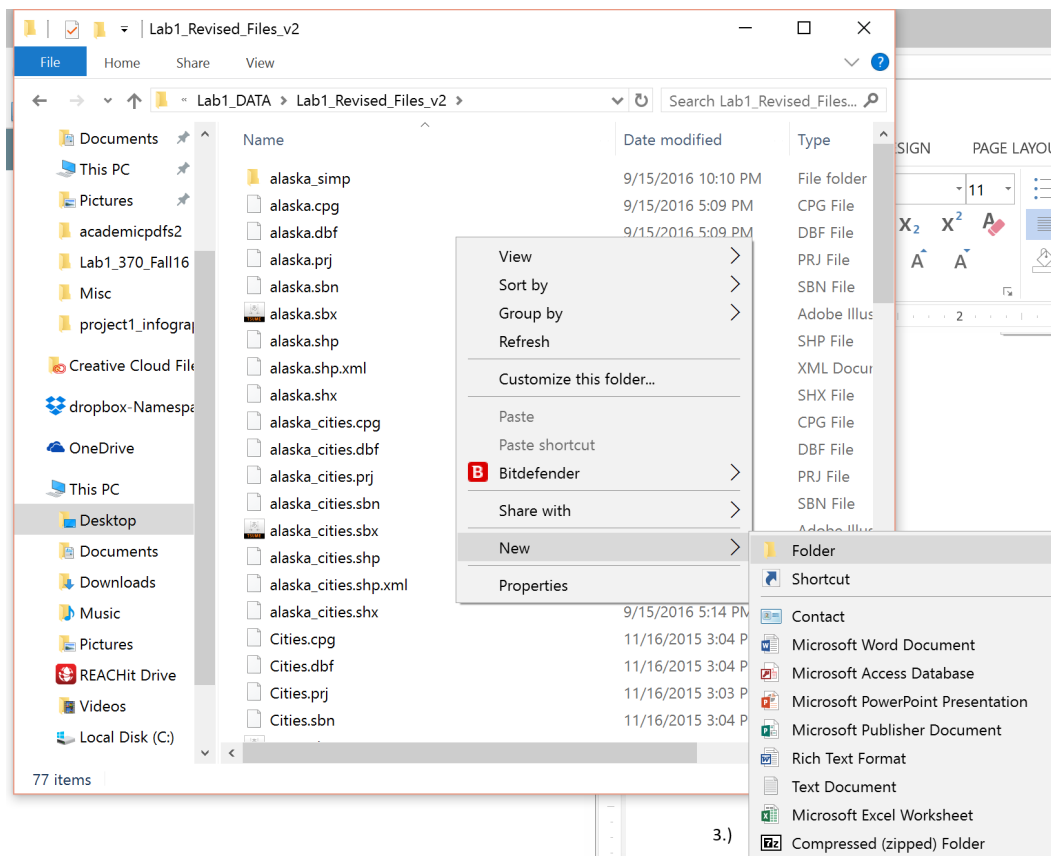 Lab1_Revised_Files_v2
File Home Share View
« Lab1_DATA > Lab1_Revised_Files_v2 >
Search Lab1_Revised_Files...
Documents
This PC
Pictures
academicpdfs2
Lab1_370_Fall16
Misc
project1_infograp
Creative Cloud File
dropbox-Namespa
OneDrive
This PC
Desktop
Documents
Downloads
Music
Pictures
REACHit Drive
Videos
Local Disk (C:)
77 items
Name Date modified Type
alaska_simp 9/15/2016 10:10 PM File folder
alaska.cpg 9/15/2016 5:09 PM CPG File
alaska.dbf 9/15/2016 5:09 PM DBF File
alaska.prj PRJ File
alaska.sbn SBN File
alaska.sbx Adobe Illus
alaska.shp SHP File
alaska.shp.xml XML Docur
alaska.shx SHX File
alaska_cities.cpg CPG File
alaska_cities.dbf DBF File
alaska_cities.prj PRJ File
alaska_cities.sbn SBN File
alaska_cities.sbx Adobe Illus
alaska_cities.shp
alaska_cities.shp.xml
alaska_cities.shx 9/15/2016 5:14 PM
Cities.cpg 11/16/2015 3:04 P
Cities.dbf 11/16/2015 3:04 P
Cities.prj 11/16/2015 3:03 P
Cities.sbn 11/16/2015 3:04 P
View
Sort by
Group by
Refresh
Customize this folder...
Paste
Paste shortcut
B Bitdefender
Share with
New
Properties
Folder
Shortcut
Contact
Microsoft Word Document
Microsoft Access Database
Microsoft PowerPoint Presentation
Microsoft Publisher Document
Rich Text Format
Text Document
Microsoft Excel Worksheet
Compressed (zipped) Folder
SIGN PAGE LAYOU
11
X₂ X² A
A A
2
3.)